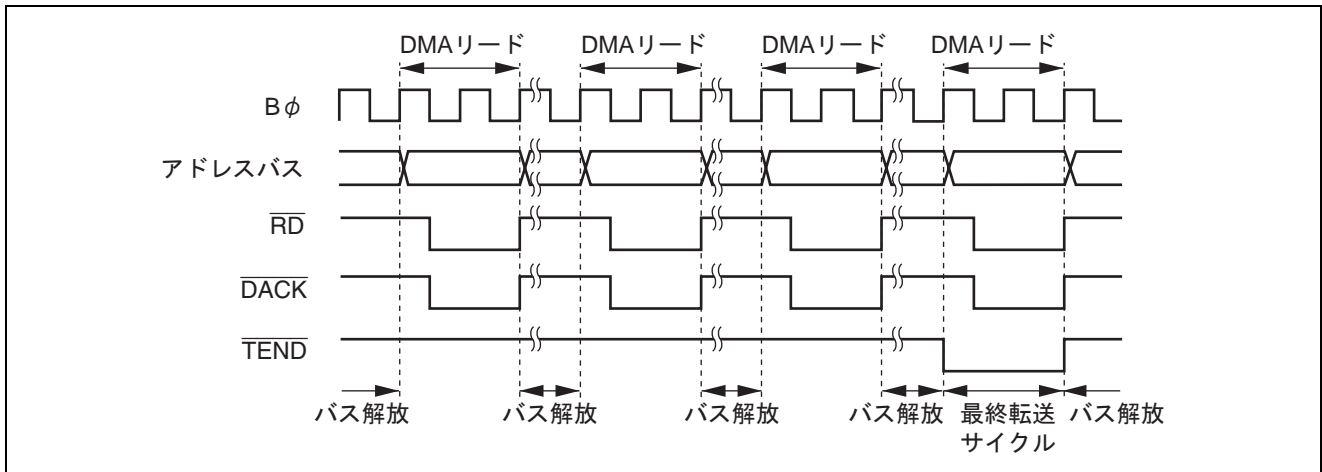 DMAリード DMAリード DMAリード DMAリード
Bφ
アドレスバス
RD
DACK
TEND
バス解放 バス解放 バス解放 バス解放 最終転送サイクル バス解放